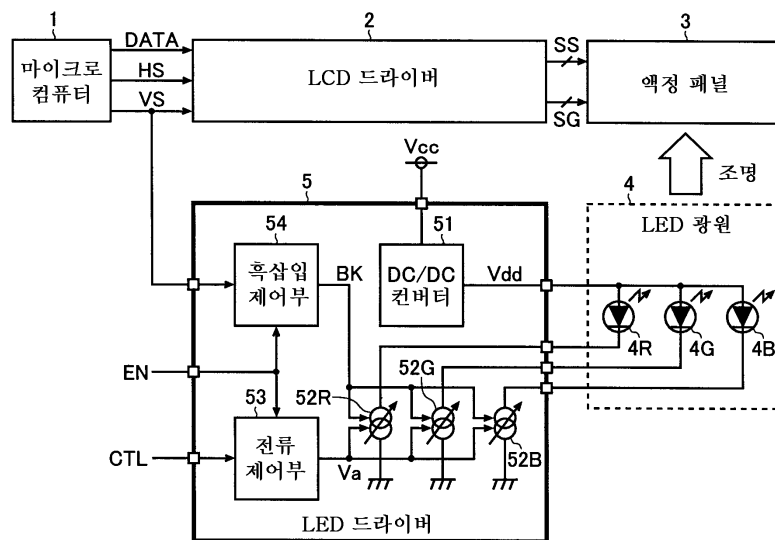 1
2
3
마이크로
컴퓨터
DATA
HS
VS
LCD 드라이버
SS
SG
액정 패널
Vcc
조명
5
4
LED 광원
54
51
흑삽입
제어부
BK
DC/DC
컨버터
Vdd
4R
4G
4B
EN
53
52R
52G
52B
CTL
전류
제어부
Va
LED 드라이버